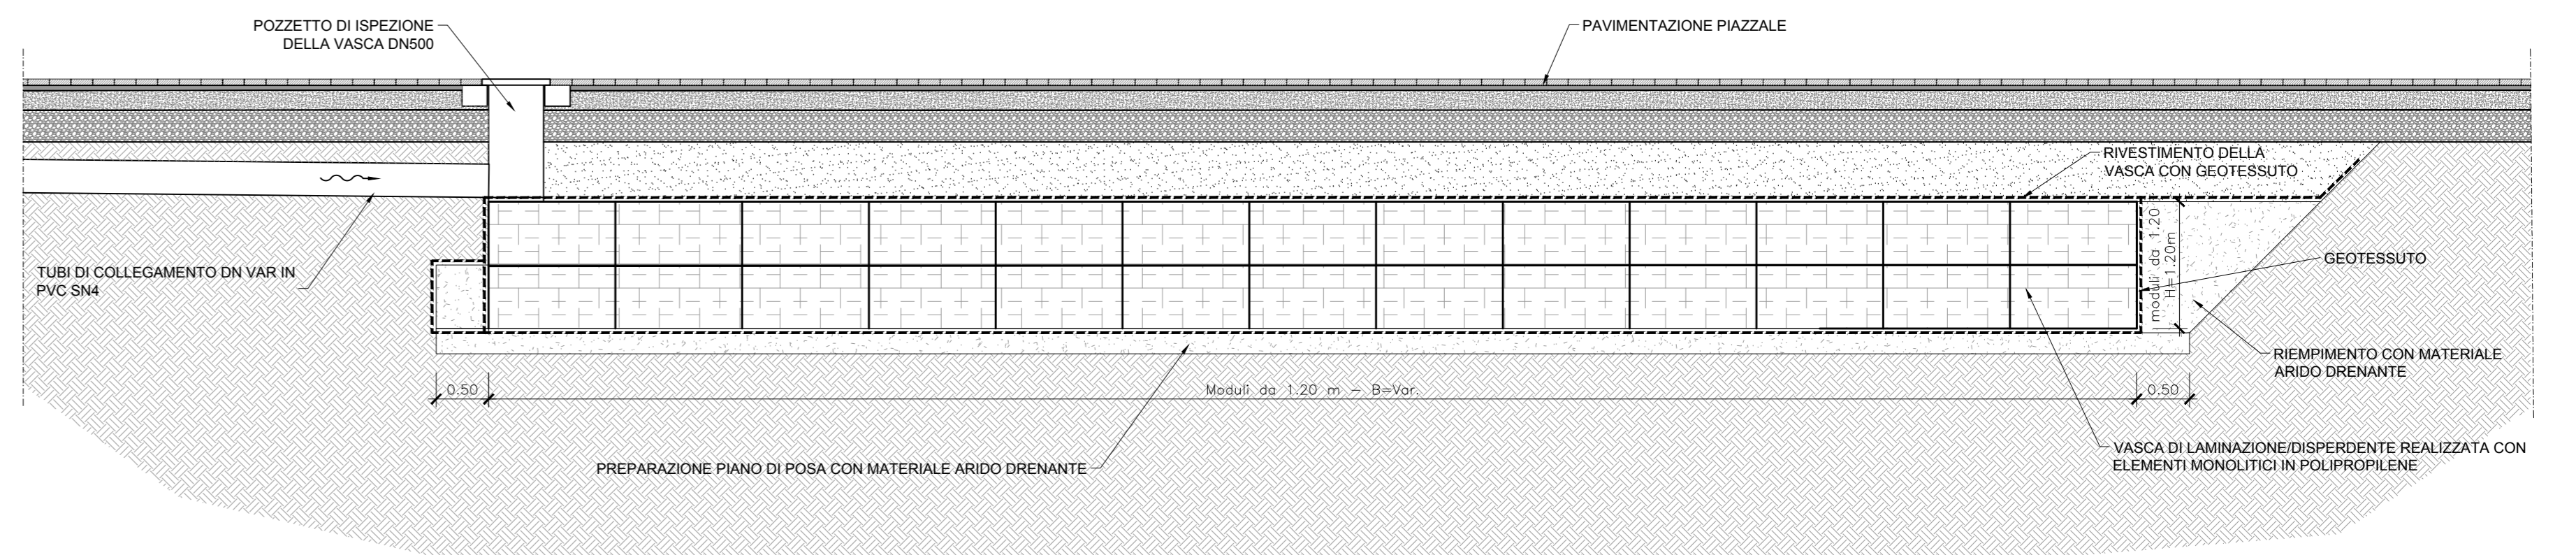 POZZETTO DI ISPEZIONE
DELLA VASCA DN500
PAVIMENTAZIONE PIAZZALE
RIVESTIMENTO DELLA
VASCA CON GEOTESSUTO
TUBI DI COLLEGAMENTO DN VAR IN
PVC SN4
moduli da 1.20
H=1.20m
GEOTESSUTO
RIEMPIMENTO CON MATERIALE
ARIDO DRENANTE
0.50
Moduli da 1.20 m - B=Var.
0.50
VASCA DI LAMINAZIONE/DISPERDENTE REALIZZATA CON
ELEMENTI MONOLITICI IN POLIPROPILENE
PREPARAZIONE PIANO DI POSA CON MATERIALE ARIDO DRENANTE